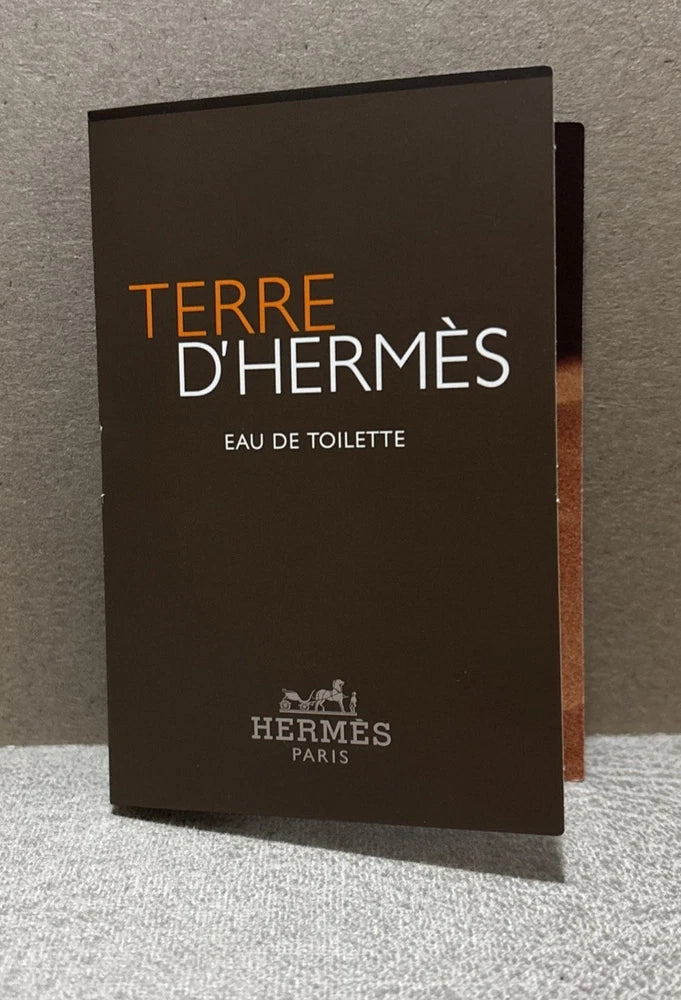 TERRE
D'HERMÈS
EAU DE TOILETTE
HERMÈS
PARIS